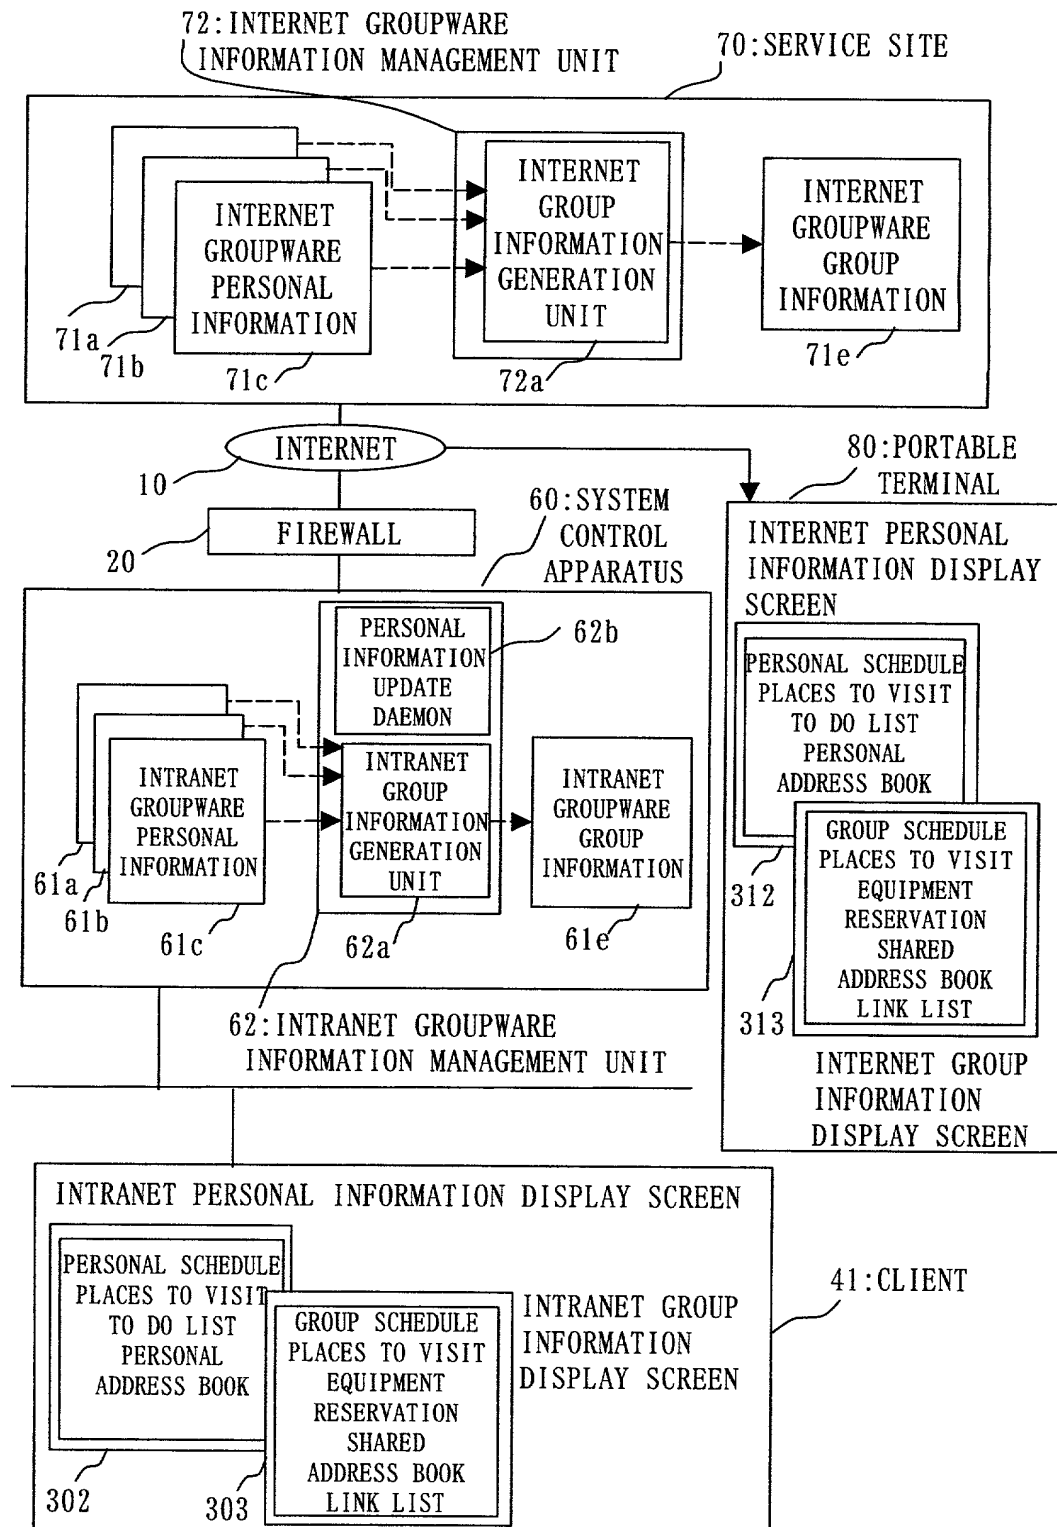 72:INTERNET GROUPWARE
INFORMATION MANAGEMENT UNIT
70:SERVICE SITE
INTERNET
GROUPWARE
PERSONAL
INFORMATION
71a
71b
71c
INTERNET
GROUP
INFORMATION
GENERATION
UNIT
72a
INTERNET
GROUPWARE
GROUP
INFORMATION
71e
INTERNET
10
FIREWALL
20
60:SYSTEM
CONTROL
APPARATUS
80:PORTABLE
TERMINAL
PERSONAL
INFORMATION
UPDATE
DAEMON
62b
INTRANET
GROUPWARE
PERSONAL
INFORMATION
61a
61b
61c
INTRANET
GROUP
INFORMATION
GENERATION
UNIT
62a
INTRANET
GROUPWARE
GROUP
INFORMATION
61e
62:INTRANET GROUPWARE
INFORMATION MANAGEMENT UNIT
INTERNET PERSONAL
INFORMATION DISPLAY
SCREEN
PERSONAL SCHEDULE
PLACES TO VISIT
TO DO LIST
PERSONAL
ADDRESS BOOK
312
GROUP SCHEDULE
PLACES TO VISIT
EQUIPMENT
RESERVATION
SHARED
ADDRESS BOOK
LINK LIST
313
INTERNET GROUP
INFORMATION
DISPLAY SCREEN
INTRANET PERSONAL INFORMATION DISPLAY SCREEN
PERSONAL SCHEDULE
PLACES TO VISIT
TO DO LIST
PERSONAL
ADDRESS BOOK
302
GROUP SCHEDULE
PLACES TO VISIT
EQUIPMENT
RESERVATION
SHARED
ADDRESS BOOK
LINK LIST
303
INTRANET GROUP
INFORMATION
DISPLAY SCREEN
41:CLIENT